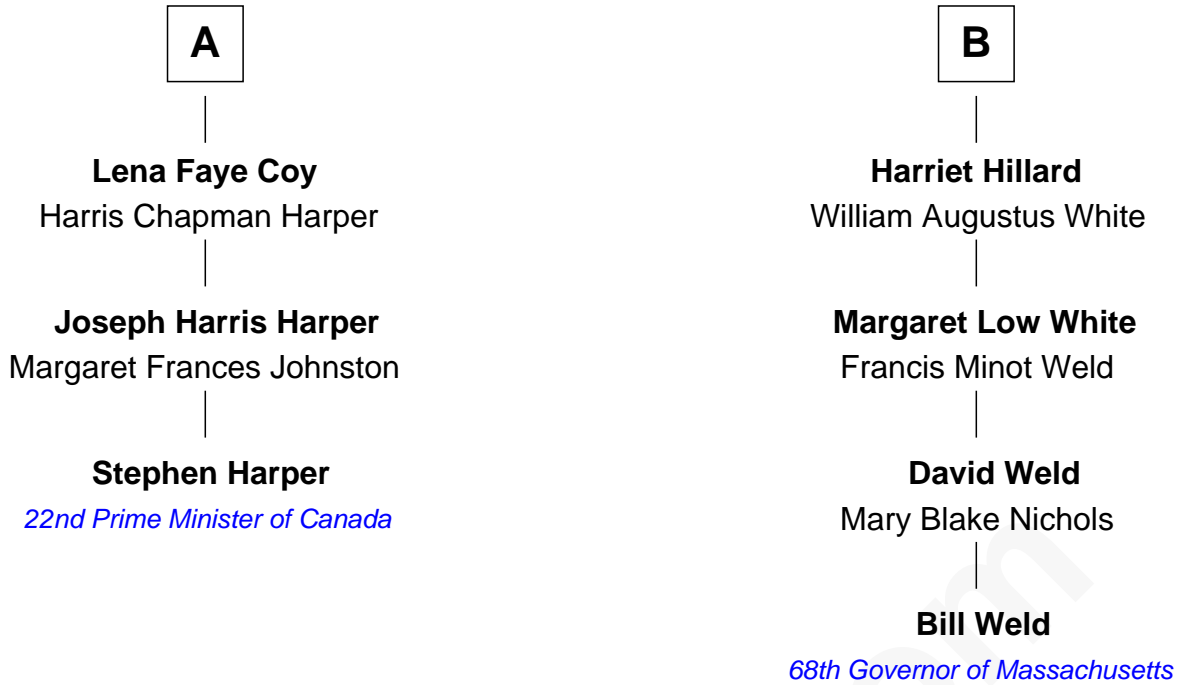 A
Lena Faye Coy
Harris Chapman Harper
Joseph Harris Harper
Margaret Frances Johnston
Stephen Harper
22nd Prime Minister of Canada
B
Harriet Hillard
William Augustus White
Margaret Low White
Francis Minot Weld
David Weld
Mary Blake Nichols
Bill Weld
68th Governor of Massachusetts